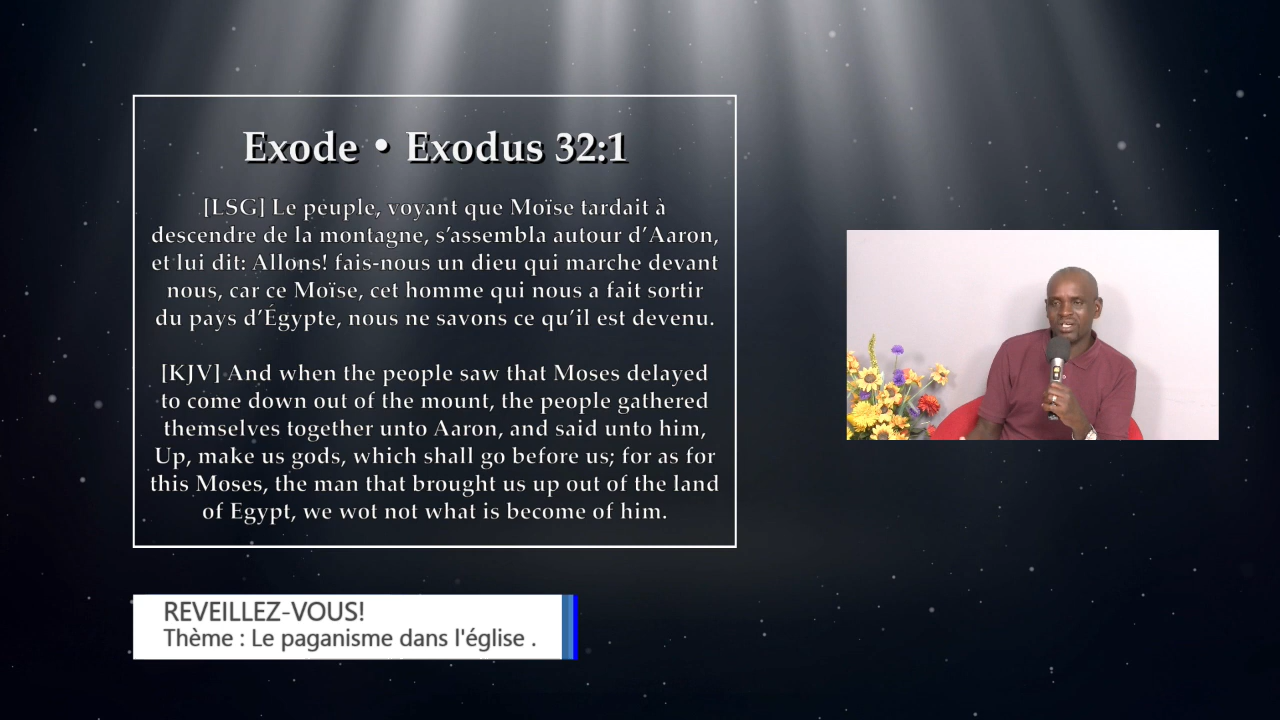 Exode • Exodus 32:1
[LSG] Le peuple, voyant que Moïse tardait à
descendre de la montagne, s’assembla autour d’Aaron,
et lui dit: Allons! fais-nous un dieu qui marche devant
nous, car ce Moïse, cet homme qui nous a fait sortir
du pays d’Égypte, nous ne savons ce qu’il est devenu.
[KJV] And when the people saw that Moses delayed
to come down out of the mount, the people gathered
themselves together unto Aaron, and said unto him,
Up, make us gods, which shall go before us; for as for
this Moses, the man that brought us up out of the land
of Egypt, we wot not what is become of him.
REVEILLEZ-VOUS!
Thème : Le paganisme dans l'église .